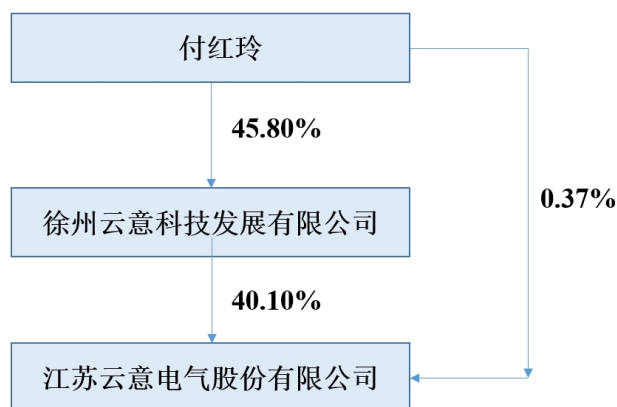 付红玲
45.80%
徐州云意科技发展有限公司
0.37%
40.10%
江苏云意电气股份有限公司